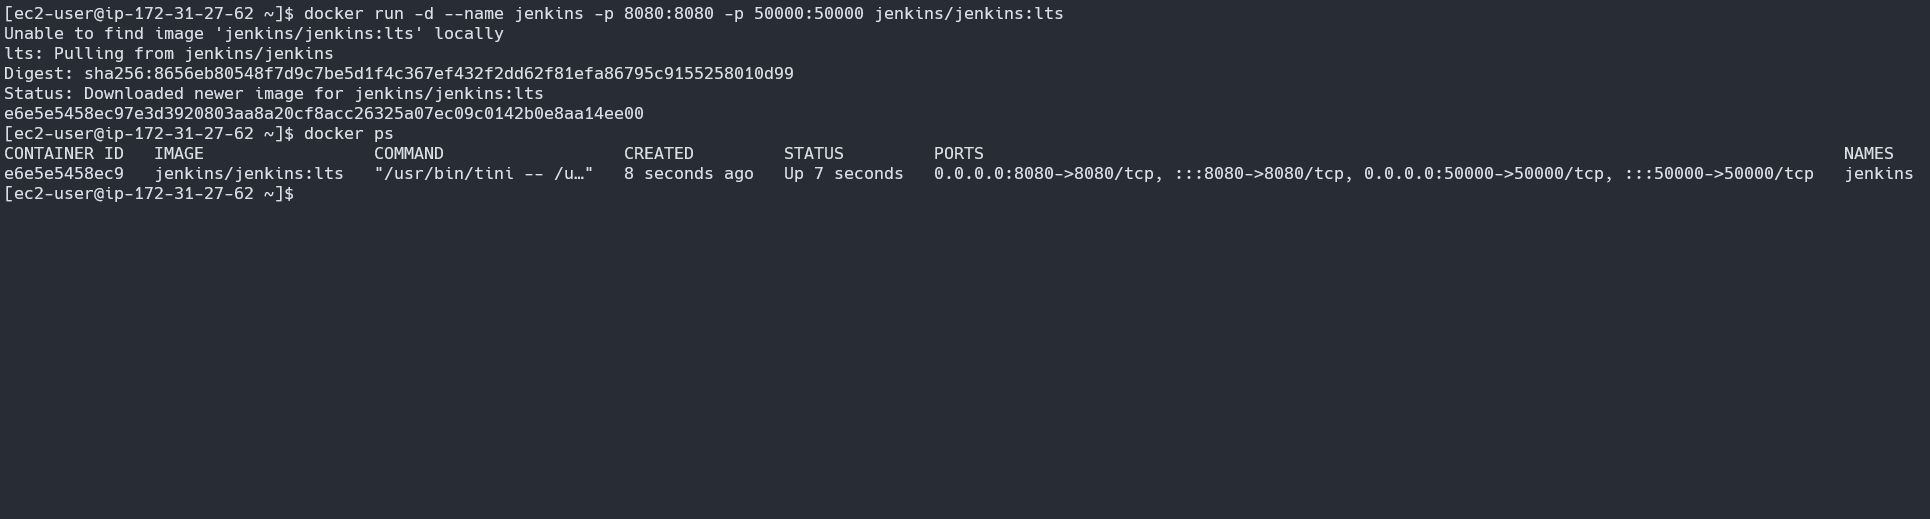 [ec2-user@ip-172-31-27-62 ~]$ docker run -d --name jenkins -p 8080:8080 -p 50000:50000 jenkins/jenkins:lts
Unable to find image 'jenkins/jenkins:lts' locally
lts: Pulling from jenkins/jenkins
Digest: sha256:8656eb80548f7d9c7be5d1f4c367ef432f2dd62f81efa86795c9155258010d99
Status: Downloaded newer image for jenkins/jenkins:lts
e6e5e5458ec97e3d3920803aa8a20cf8acc26325a07ec09c0142b0e8aa14ee00
[ec2-user@ip-172-31-27-62 ~]$ docker ps
CONTAINER ID   IMAGE                 COMMAND                  CREATED         STATUS         PORTS                                                                                      NAMES
e6e5e5458ec9   jenkins/jenkins:lts   "/usr/bin/tini -- /u…"   8 seconds ago   Up 7 seconds   0.0.0.0:8080->8080/tcp, :::8080->8080/tcp, 0.0.0.0:50000->50000/tcp, :::50000->50000/tcp   jenkins
[ec2-user@ip-172-31-27-62 ~]$